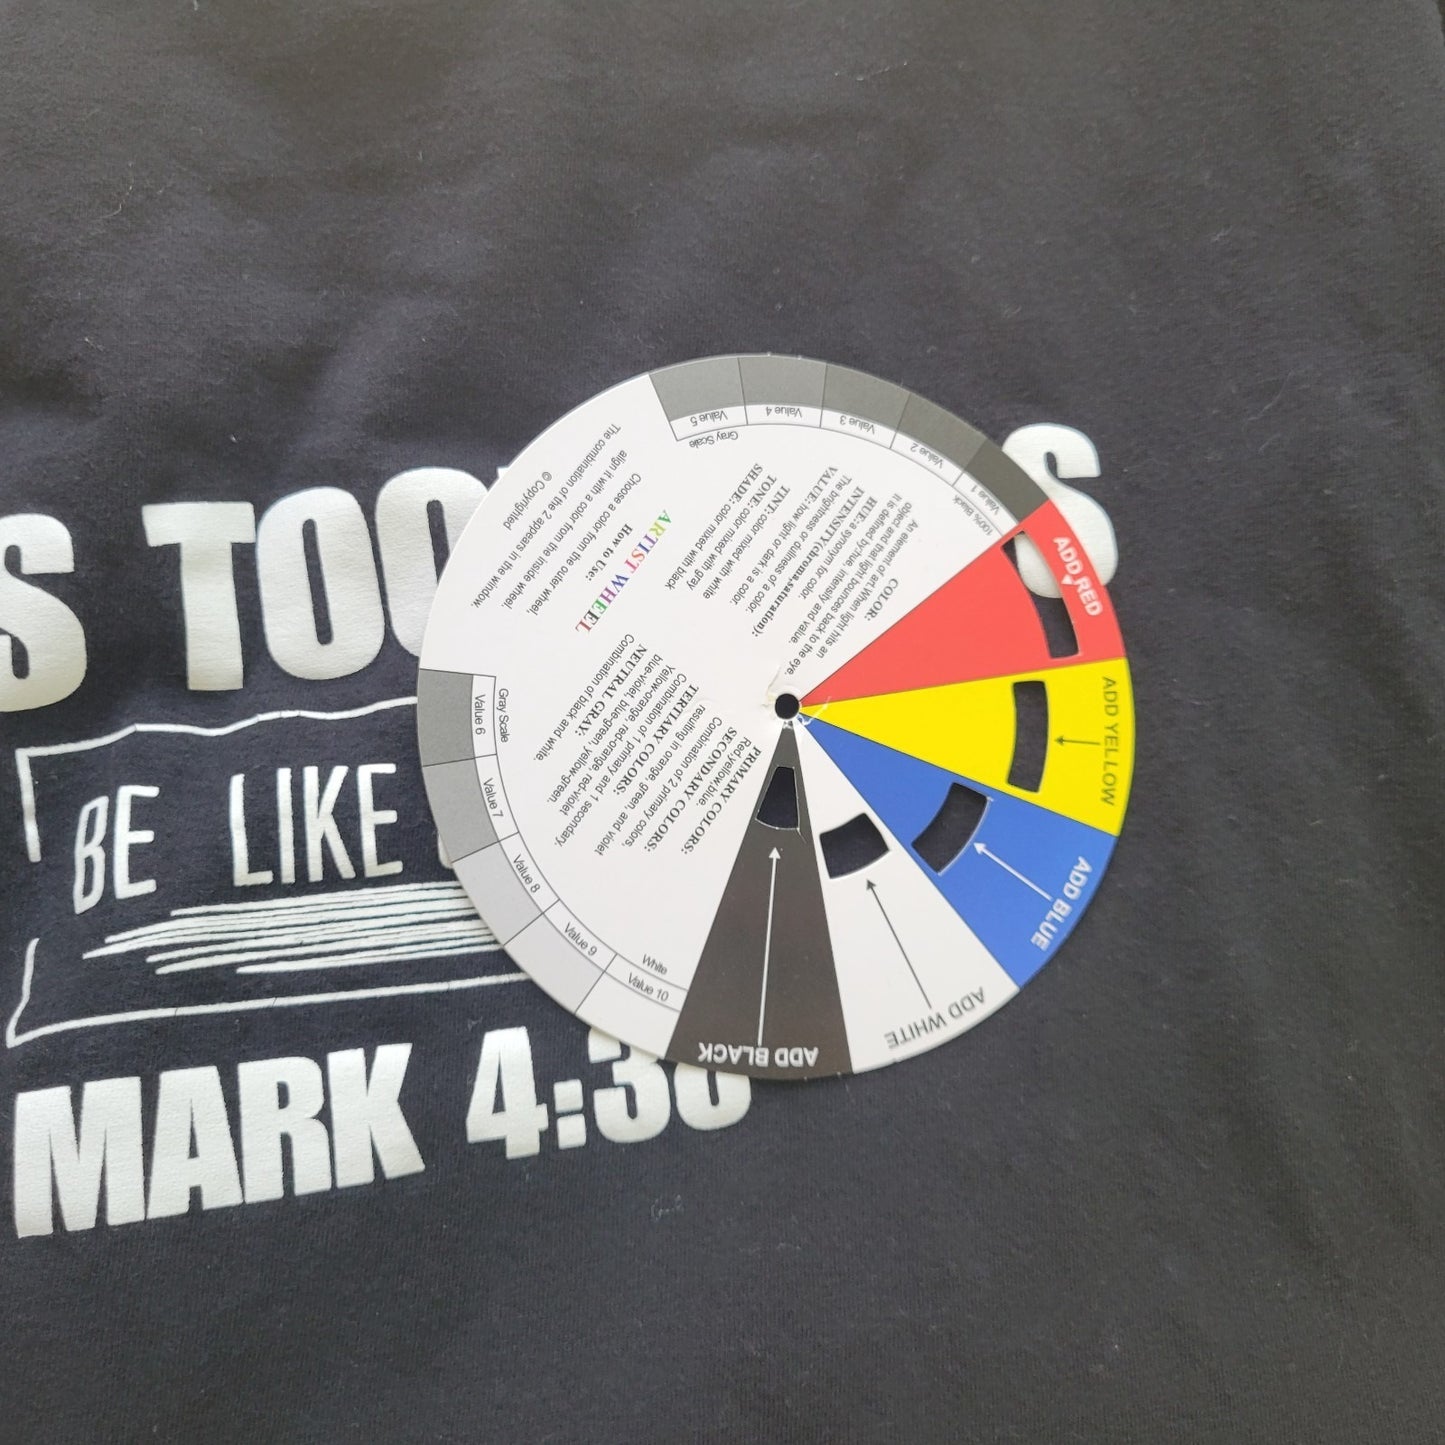 S TOO S
BE LIKE
MARK 4:38
ARTIST WHEEL
How to Use:
Choose a color from the outer wheel,
align it with a color from the inside wheel.
The combination of the 2 appears in the window.
© Copyrighted
COLOR:
An element of art When light hits an
object and that light bounces back to the eye.
It is defined by:hue, intensity and value.
HUE: a synonym for color.
INTENSITY(chroma,saturation):
The brightness or dullness of a color.
VALUE: how light or dark is a color.
TINT: color mixed with white
TONE: color mixed with gray
SHADE: color mixed with black
PRIMARY COLORS:
Red,yellow,blue.
SECONDARY COLORS:
Combination of 2 primary colors,
resulting in orange, green, and violet
TERTIARY COLORS:
Combination of 1 primary and 1 secondary.
Yellow-orange, red-orange, red-violet
blue-violet, blue-green, yellow-green.
NEUTRAL GRAY:
Combination of black and white.
100% Black
Value 1
Value 2
Value 3
Value 4
Value 5
Gray Scale
Gray Scale
Value 6
Value 7
Value 8
Value 9
Value 10
White
ADD RED
ADD YELLOW
ADD BLUE
ADD WHITE
ADD BLACK